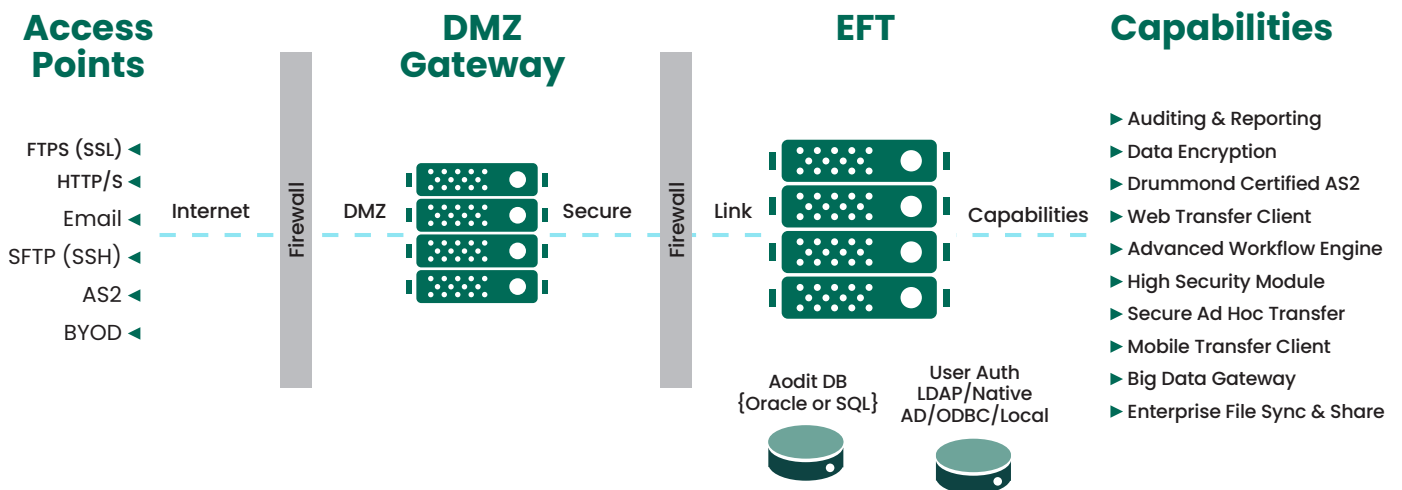 Access
Points
DMZ
Gateway
EFT
Capabilities
FTPS (SSL)
HTTP/S
Email
SFTP (SSH)
AS2
BYOD
Internet
Firewall
DMZ
Secure
Firewall
Link
Capabilities
Aodit DB
{Oracle or SQL}
User Auth
LDAP/Native
AD/ODBC/Local
Auditing & Reporting
Data Encryption
Drummond Certified AS2
Web Transfer Client
Advanced Workflow Engine
High Security Module
Secure Ad Hoc Transfer
Mobile Transfer Client
Big Data Gateway
Enterprise File Sync & Share